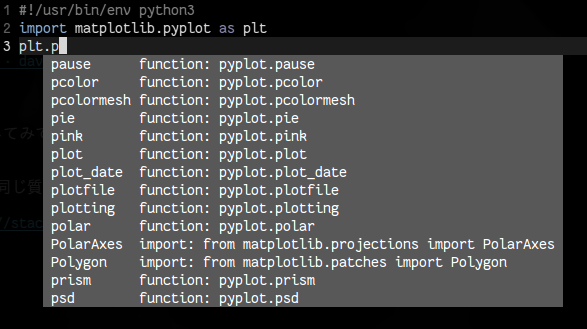 1 #!/usr/bin/env python3
2 import matplotlib.pyplot as plt
3 plt.p
pause function: pyplot.pause
pcolor function: pyplot.pcolor
pcolormesh function: pyplot.pcolormesh
pie function: pyplot.pie
pink function: pyplot.pink
plot function: pyplot.plot
plot_date function: pyplot.plot_date
plotfile function: pyplot.plotfile
plotting function: pyplot.plotting
polar function: pyplot.polar
PolarAxes import: from matplotlib.projections import PolarAxes
Polygon import: from matplotlib.patches import Polygon
prism function: pyplot.prism
psd function: pyplot.psd
- dav
てみて
同じ質
//stac